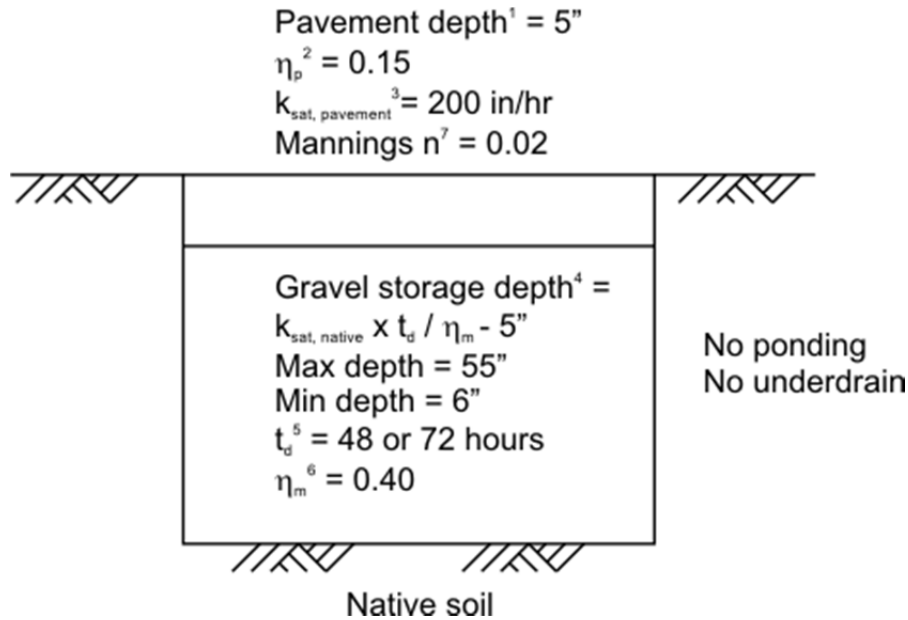 Pavement depth¹ = 5”
ηₚ² = 0.15
kₛₐₜ, ₚₐᵥₑₘₑₙₜ³= 200 in/hr
Mannings n⁷ = 0.02
Gravel storage depth⁴ =
kₛₐₜ, ₙₐₜᵢᵥₑ x t_d / ηₘ - 5”
Max depth = 55”
Min depth = 6”
t_d⁵ = 48 or 72 hours
ηₘ⁶ = 0.40
No ponding
No underdrain
Native soil